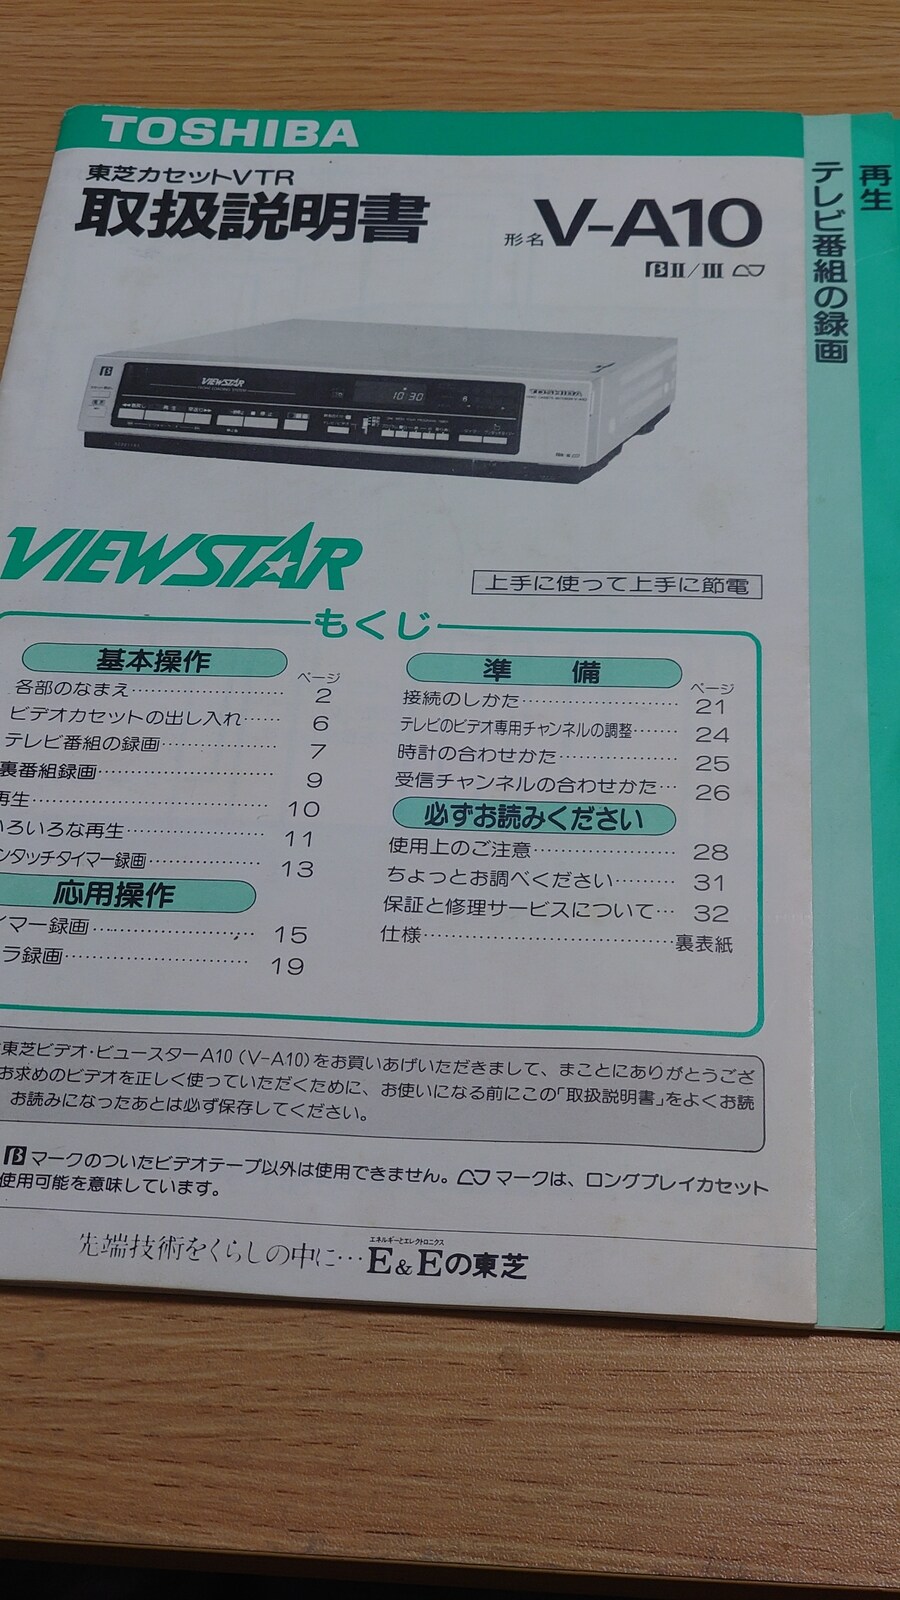 TOSHIBA
東芝カセットVTR
取扱説明書
形名 V-A10
βII/III
VIEWSTAR
10:30
TOSHIBA
VIEWSTAR
上手に使って上手に節電
もくじ
基本操作
ページ
各部のなまえ 2
ビデオカセットの出し入れ 6
テレビ番組の録画 7
裏番組録画 9
再生 10
いろいろな再生 11
ンタッチタイマー録画 13
応用操作
イマー録画 15
ラ録画 19
準備
ページ
接続のしかた 21
テレビのビデオ専用チャンネルの調整 24
時計の合わせかた 25
受信チャンネルの合わせかた 26
必ずお読みください
使用上のご注意 28
ちょっとお調べください 31
保証と修理サービスについて 32
仕様 裏表紙
東芝ビデオ・ビュースターA10(V-A10)をお買いあげいただきまして、まことにありがとうござ
お求めのビデオを正しく使っていただくために、お使いになる前にこの「取扱説明書」をよくお読
お読みになったあとは必ず保存してください。
βマークのついたビデオテープ以外は使用できません。 マークは、ロングプレイカセット
使用可能を意味しています。
先端技術をくらしの中に…
エネルギーとエレクトロニクス
E&Eの東芝
テレビ番組の録画
再生